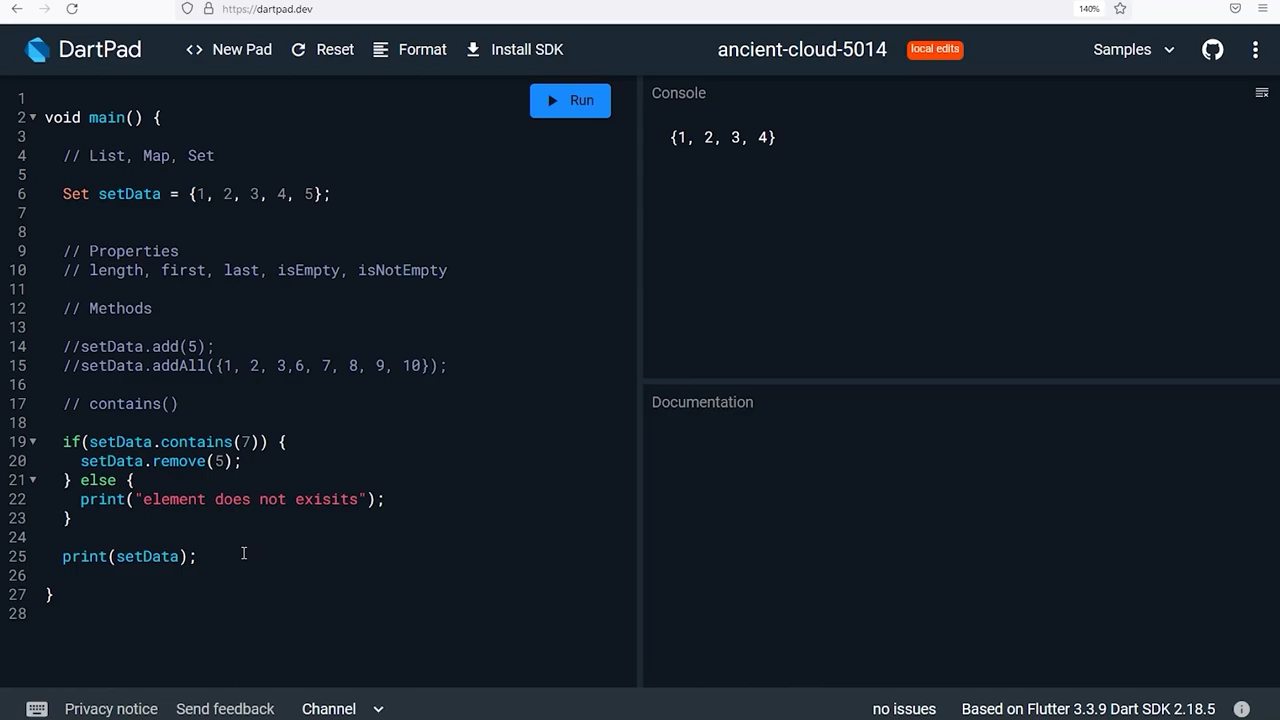 https://dartpad.dev
140%
DartPad
<> New Pad
Reset
Format
Install SDK
ancient-cloud-5014
local edits
Samples
Run
Console
{1, 2, 3, 4}
Documentation
1
2 void main() {
3
4 // List, Map, Set
5
6 Set setData = {1, 2, 3, 4, 5};
7
8
9 // Properties
10 // length, first, last, isEmpty, isNotEmpty
11
12 // Methods
13
14 //setData.add(5);
15 //setData.addAll({1, 2, 3,6, 7, 8, 9, 10});
16
17 // contains()
18
19 if(setData.contains(7)) {
20 setData.remove(5);
21 } else {
22 print("element does not exisits");
23 }
24
25 print(setData);
26
27 }
28
Privacy notice
Send feedback
Channel
no issues
Based on Flutter 3.3.9 Dart SDK 2.18.5